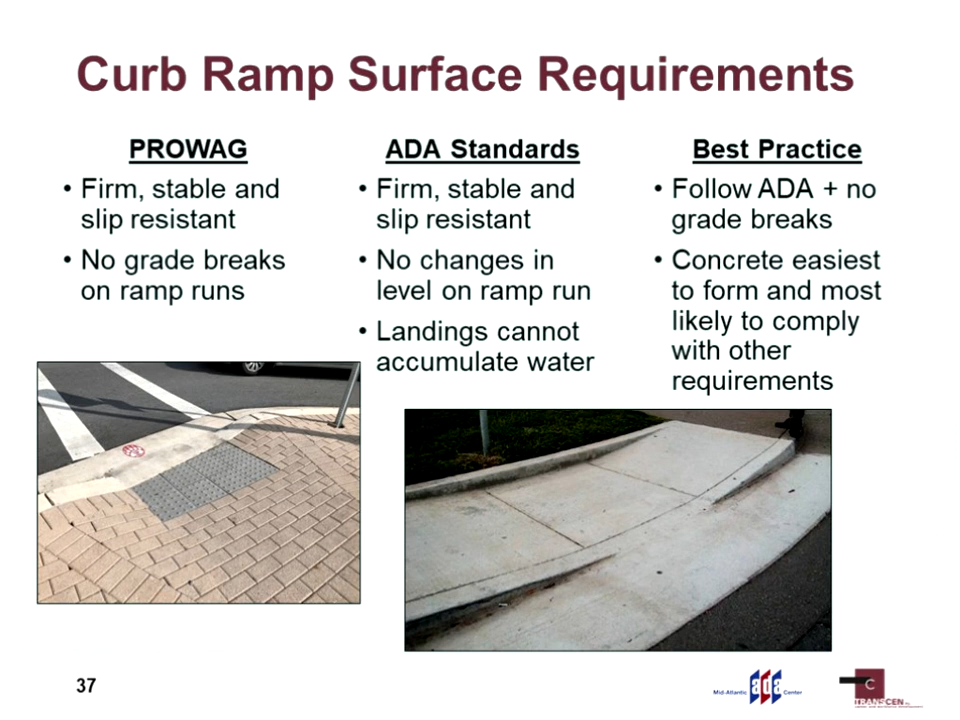 Curb Ramp Surface Requirements
PROWAG
• Firm, stable and
slip resistant
• No grade breaks
on ramp runs
ADA Standards
• Firm, stable and
slip resistant
• No changes in
level on ramp run
• Landings cannot
accumulate water
Best Practice
• Follow ADA + no
grade breaks
• Concrete easiest
to form and most
likely to comply
with other
requirements
37
Mid-Atlantic ada Center
C
TRANSCEN